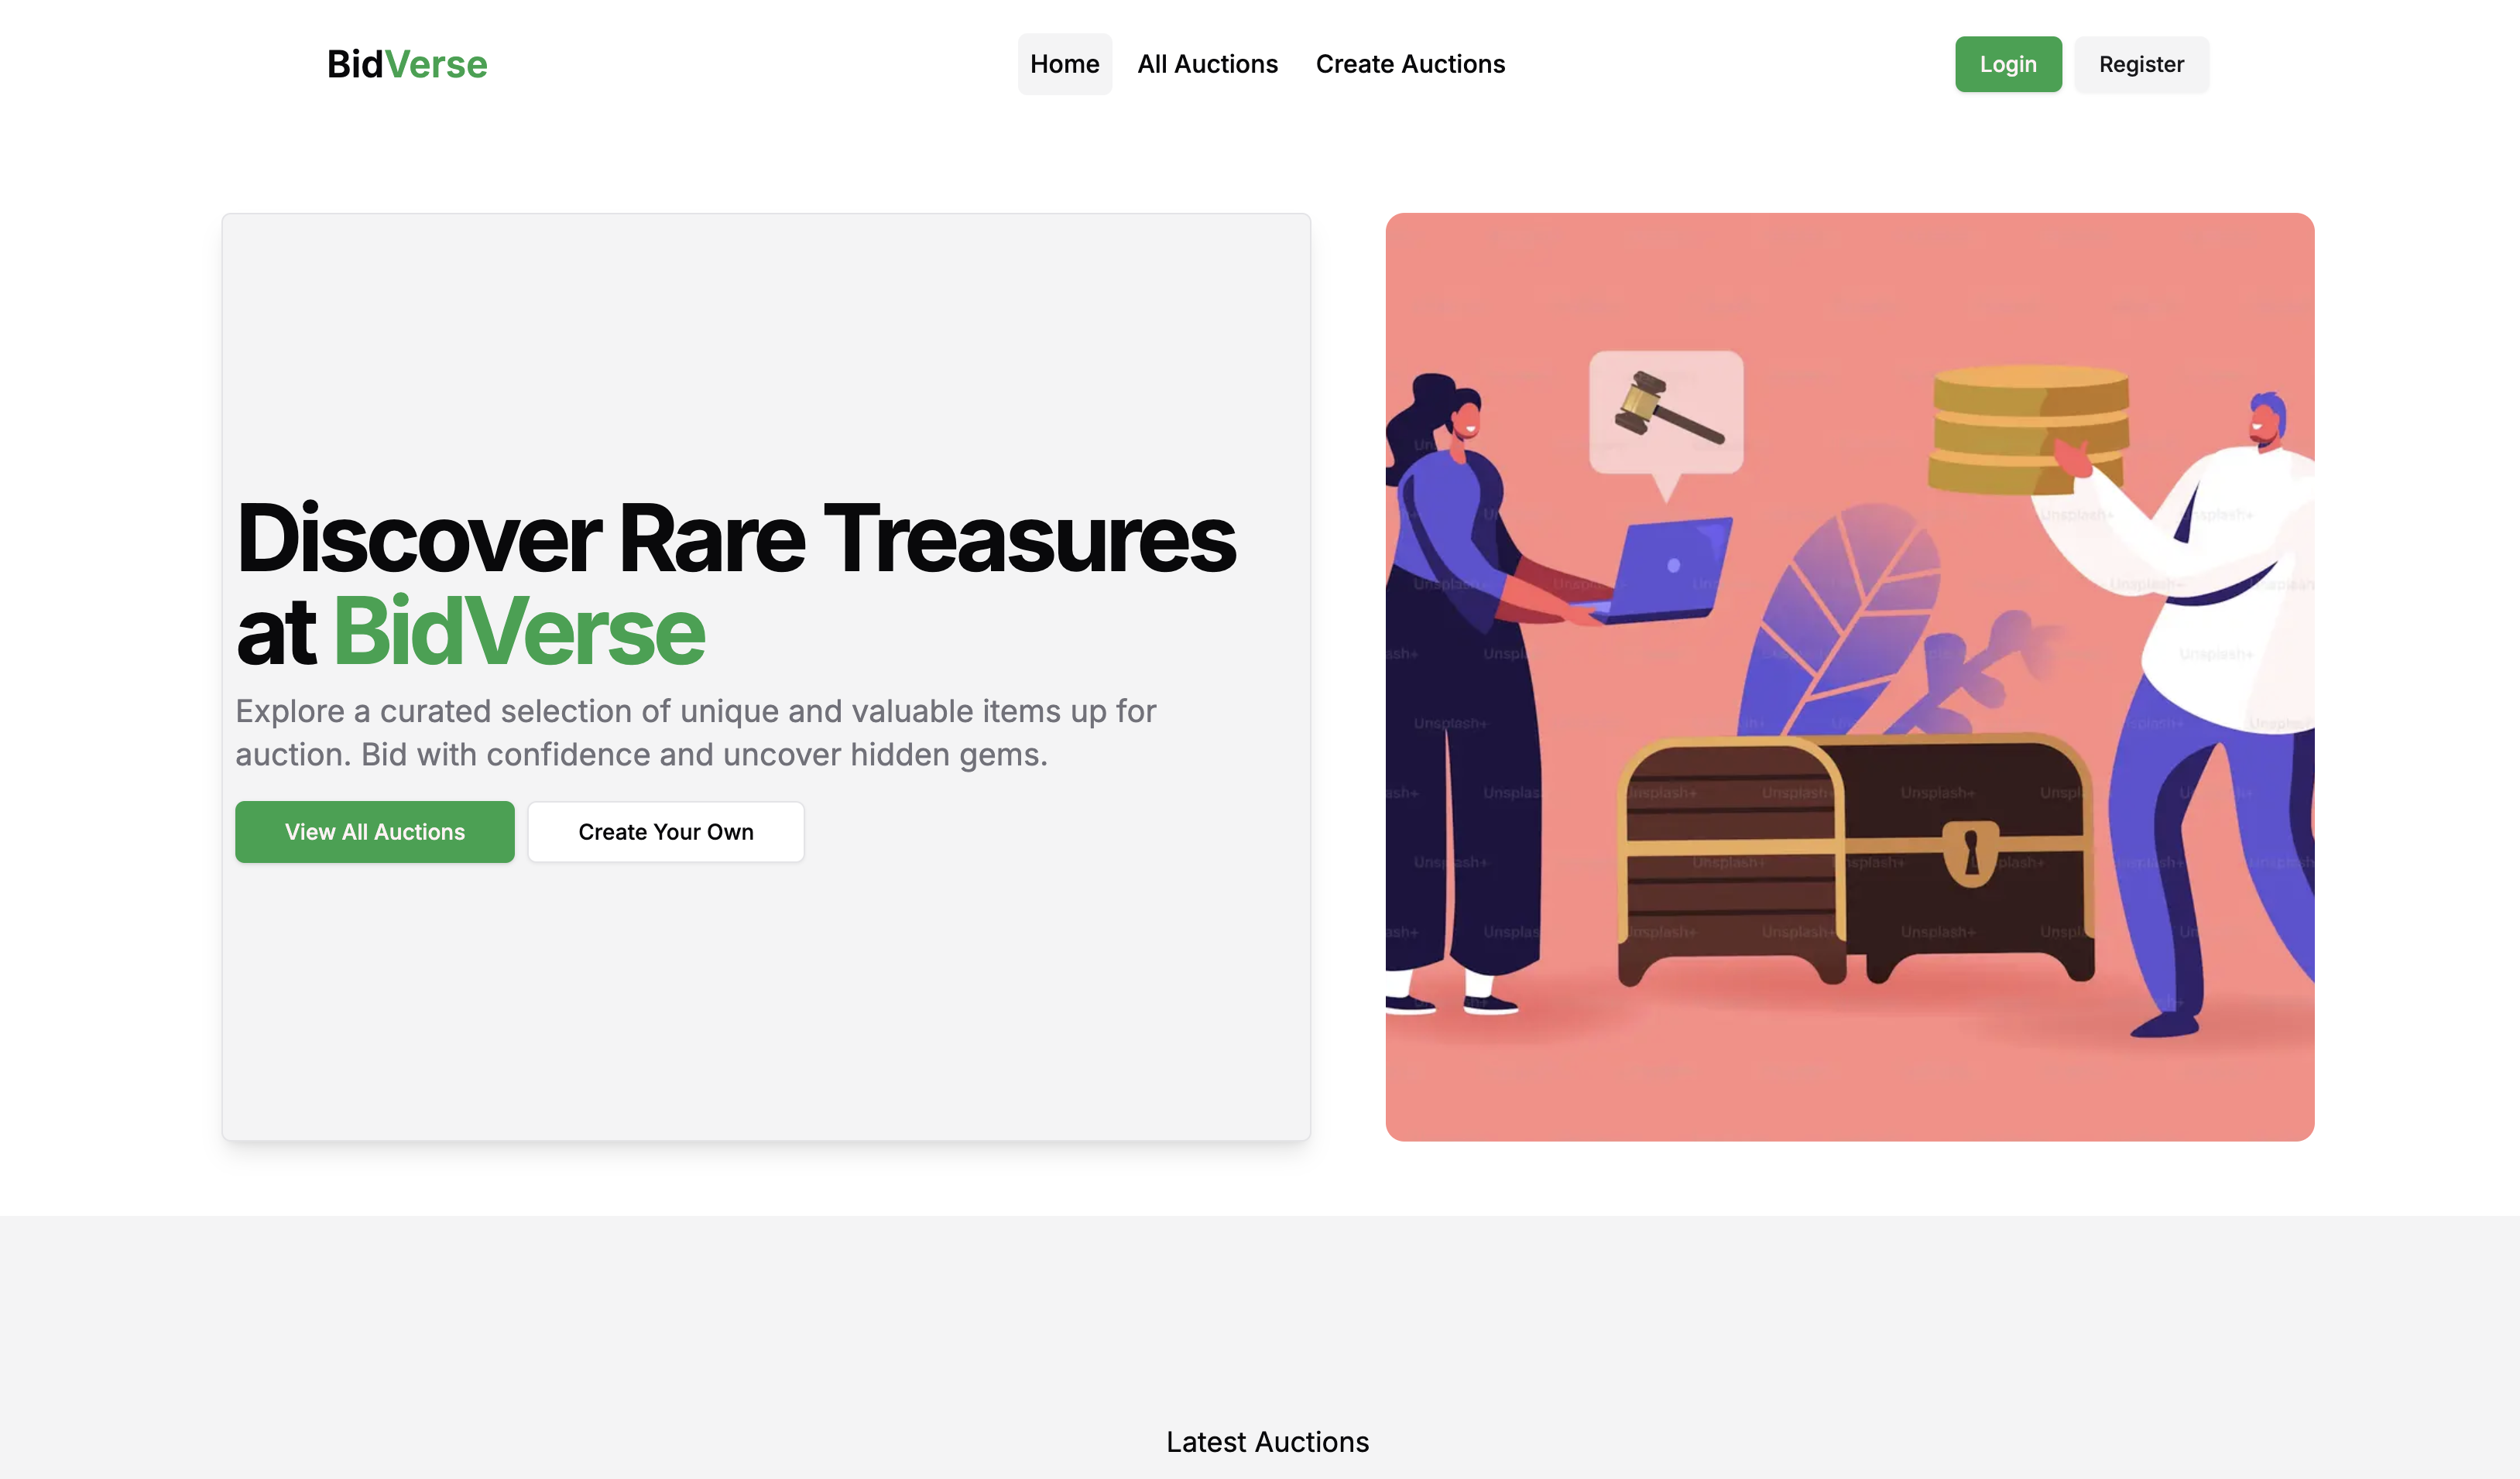 BidVerse
Home
All Auctions
Create Auctions
Login
Register
Discover Rare Treasures
at BidVerse
Explore a curated selection of unique and valuable items up for
auction. Bid with confidence and uncover hidden gems.
View All Auctions
Create Your Own
Unsplash+
Latest Auctions